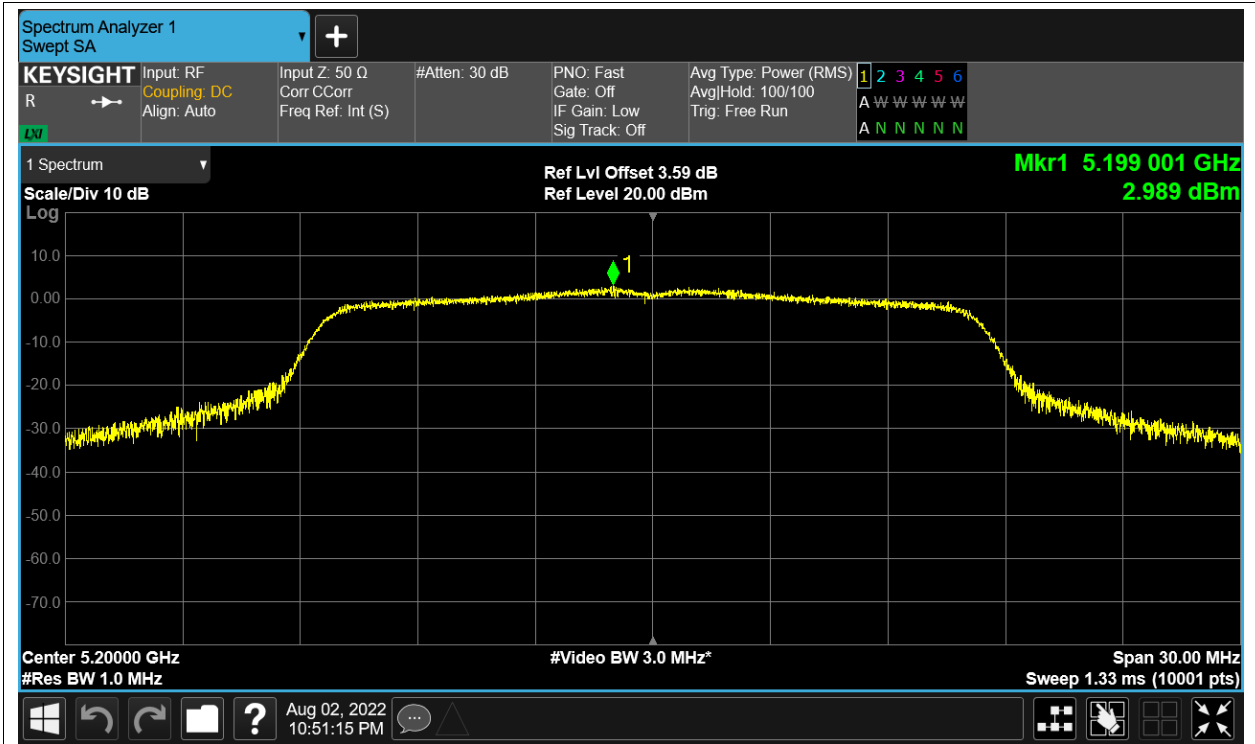 Spectrum Analyzer 1
Swept SA
KEYSIGHT
R
LXI
Input: RF
Coupling: DC
Align: Auto
Input Z: 50 Ω
Corr CCorr
Freq Ref: Int (S)
#Atten: 30 dB
PNO: Fast
Gate: Off
IF Gain: Low
Sig Track: Off
Avg Type: Power (RMS)
Avg|Hold: 100/100
Trig: Free Run
1 2 3 4 5 6
A W W W W W
A N N N N N
1 Spectrum
Scale/Div 10 dB
Log
Ref Lvl Offset 3.59 dB
Ref Level 20.00 dBm
Mkr1 5.199 001 GHz
2.989 dBm
1
10.0
0.00
-10.0
-20.0
-30.0
-40.0
-50.0
-60.0
-70.0
Center 5.20000 GHz
#Res BW 1.0 MHz
#Video BW 3.0 MHz*
Span 30.00 MHz
Sweep 1.33 ms (10001 pts)
?
Aug 02, 2022
10:51:15 PM